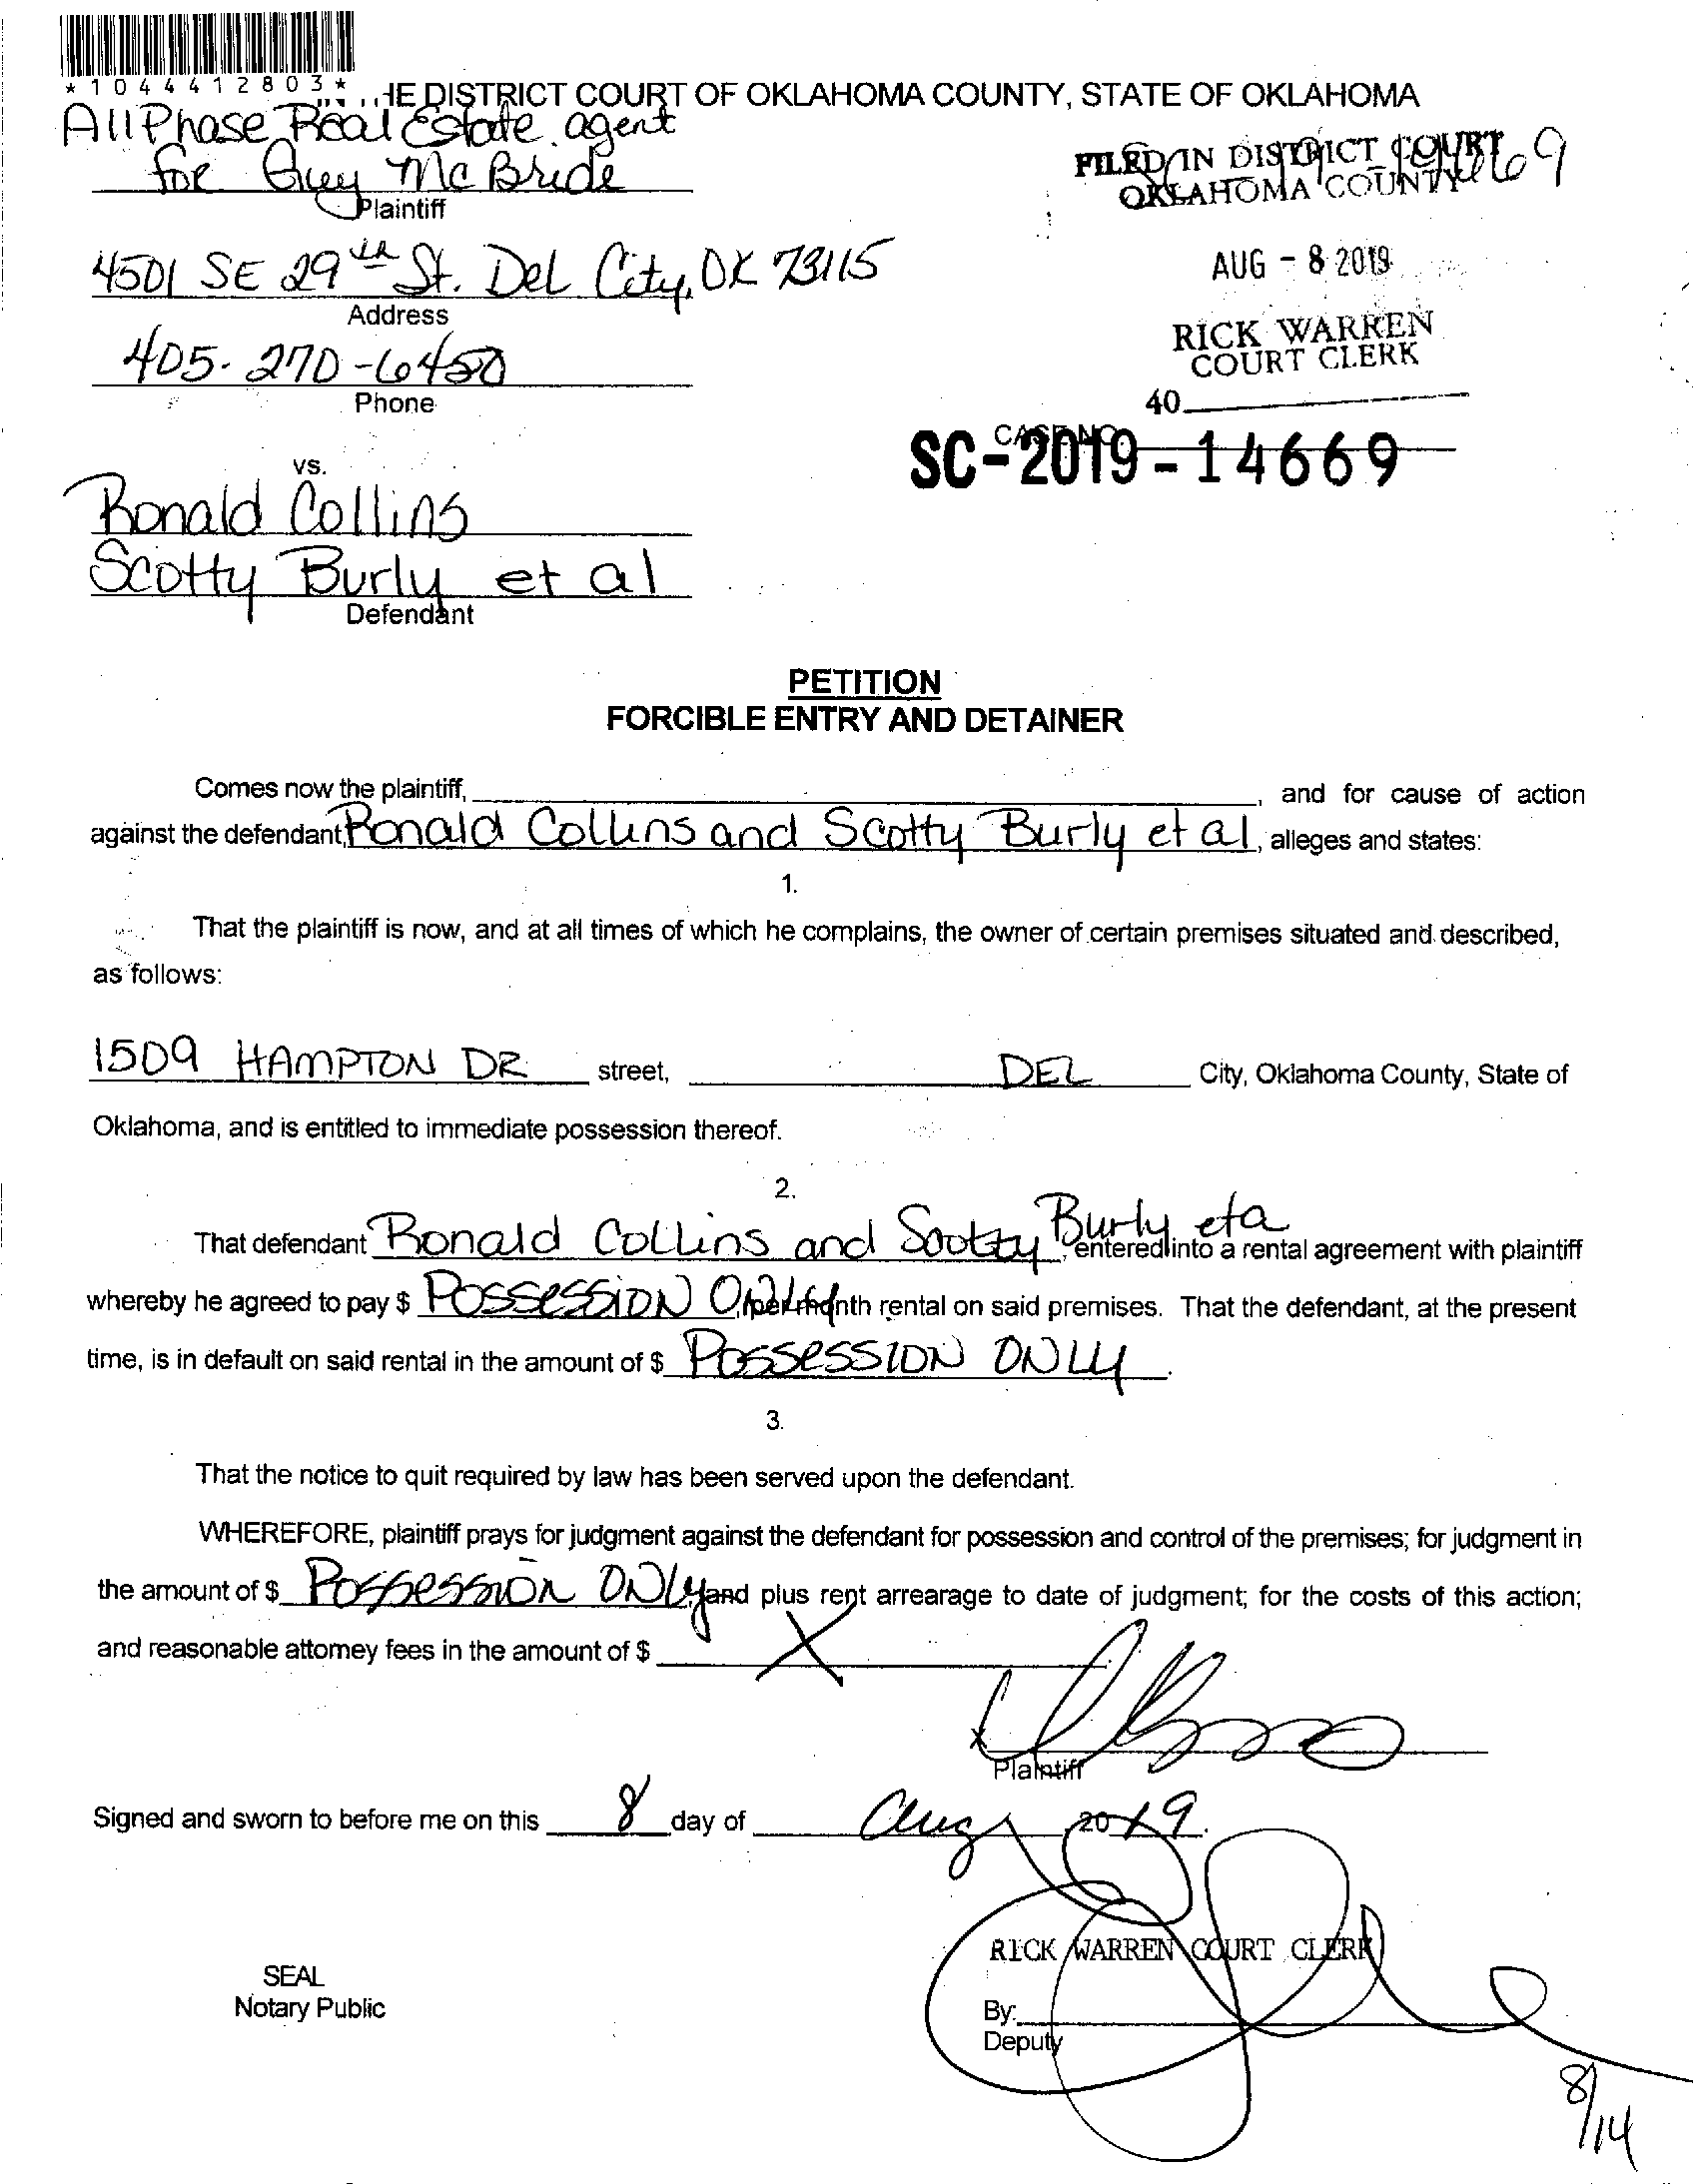 *1044412803*
HE DISTRICT COURT OF OKLAHOMA COUNTY, STATE OF OKLAHOMA
All Phase Real Estate agent
for Guy McBride
Plaintiff
FILED IN DISTRICT COURT
OKLAHOMA COUNTY
4501 SE 29th St. Del City, OK 73115
Address
AUG - 8 2019
405-270-6450
Phone
RICK WARREN
COURT CLERK
40
CASE NO.
SC-2019-14669
vs.
Ronald Collins
Scotty Burly et al
Defendant
PETITION
FORCIBLE ENTRY AND DETAINER
Comes now the plaintiff, , and for cause of action
against the defendant, Ronald Collins and Scotty Burly et al, alleges and states:
1.
That the plaintiff is now, and at all times of which he complains, the owner of certain premises situated and described,
as follows:
1509 HAMPTON DR street, DEL City, Oklahoma County, State of
Oklahoma, and is entitled to immediate possession thereof.
2.
That defendant Ronald Collins and Scotty Burly eta, entered into a rental agreement with plaintiff
whereby he agreed to pay $ POSSESSION ONLY, per month rental on said premises. That the defendant, at the present
time, is in default on said rental in the amount of $ POSSESSION ONLY.
3.
That the notice to quit required by law has been served upon the defendant.
WHEREFORE, plaintiff prays for judgment against the defendant for possession and control of the premises; for judgment in
the amount of $ Possession ONLY, and plus rent arrearage to date of judgment; for the costs of this action;
and reasonable attorney fees in the amount of $ X
x
Plaintiff
Signed and sworn to before me on this 8 day of Aug, 2019.
RICK WARREN COURT CLERK
SEAL
Notary Public
By:
Deputy
8/14